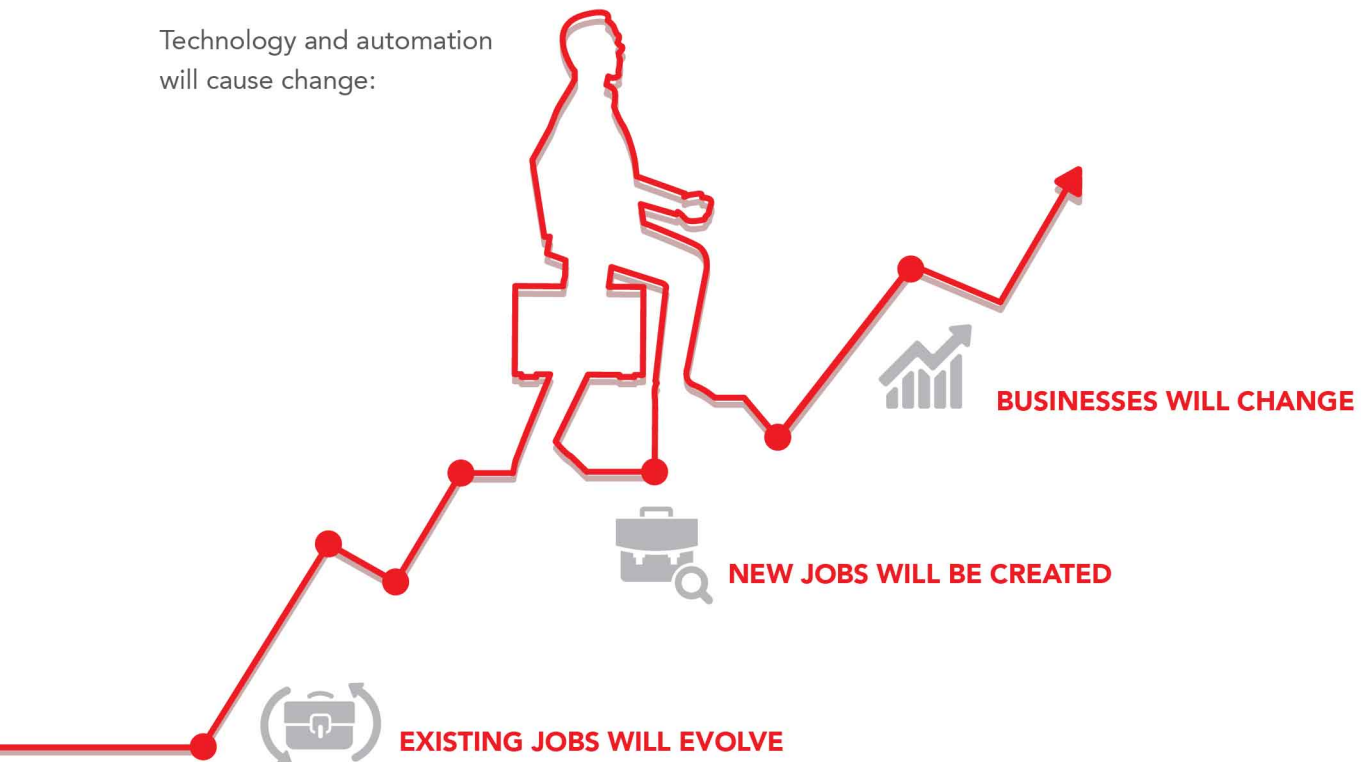 Technology and automation
will cause change:
BUSINESSES WILL CHANGE
NEW JOBS WILL BE CREATED
EXISTING JOBS WILL EVOLVE